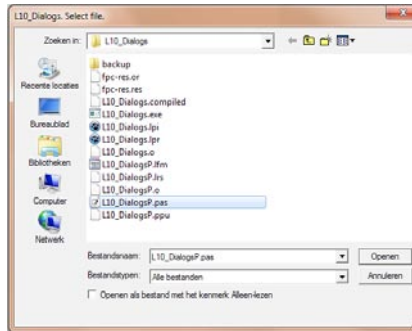 L10_Dialogs. Select file.
Zoeken in:
L10_Dialogs
Recente locaties
Bureaublad
Bibliotheken
Computer
Netwerk
backup
fpc-res.or
fpc-res.res
L10_Dialogs.compiled
L10_Dialogs.exe
L10_Dialogs.lpi
L10_Dialogs.lpr
L10_Dialogs.o
L10_DialogsP.lfm
L10_DialogsP.lrs
L10_DialogsP.o
L10_DialogsP.pas
L10_DialogsP.ppu
Bestandsnaam:
L10_DialogsP.pas
Openen
Bestandstypen:
Alle bestanden
Annuleren
Openen als bestand met het kenmerk Alleen-lezen